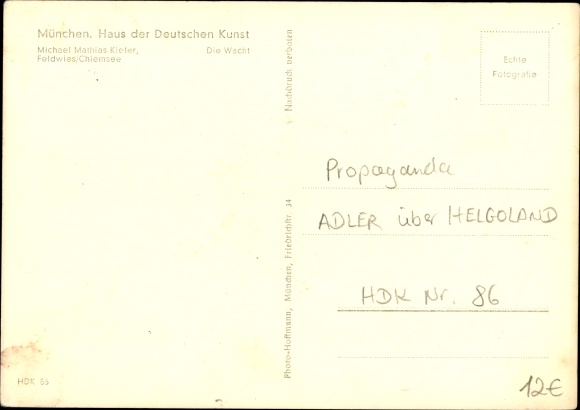 München. Haus der Deutschen Kunst
Michael Mathias Kiefer, Die Wacht
Feldwies/Chiemsee
Nachdruck verboten
Echte
Fotografie
Propaganda
ADLER über HELGOLAND
HDK Nr. 86
Photo-Hoffmann, München, Friedrichstr. 34
HDK
12€